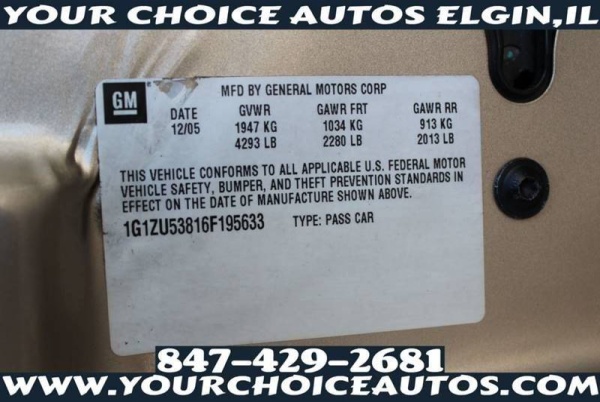 YOUR CHOICE AUTOS ELGIN,IL
GM
MFD BY GENERAL MOTORS CORP
DATE GVWR GAWR FRT GAWR RR
12/05 1947 KG 1034 KG 913 KG
4293 LB 2280 LB 2013 LB
THIS VEHICLE CONFORMS TO ALL APPLICABLE U.S. FEDERAL MOTOR
VEHICLE SAFETY, BUMPER, AND THEFT PREVENTION STANDARDS IN
EFFECT ON THE DATE OF MANUFACTURE SHOWN ABOVE.
1G1ZU53816F195633 TYPE: PASS CAR
847-429-2681
WWW.YOURCHOICEAUTOS.COM